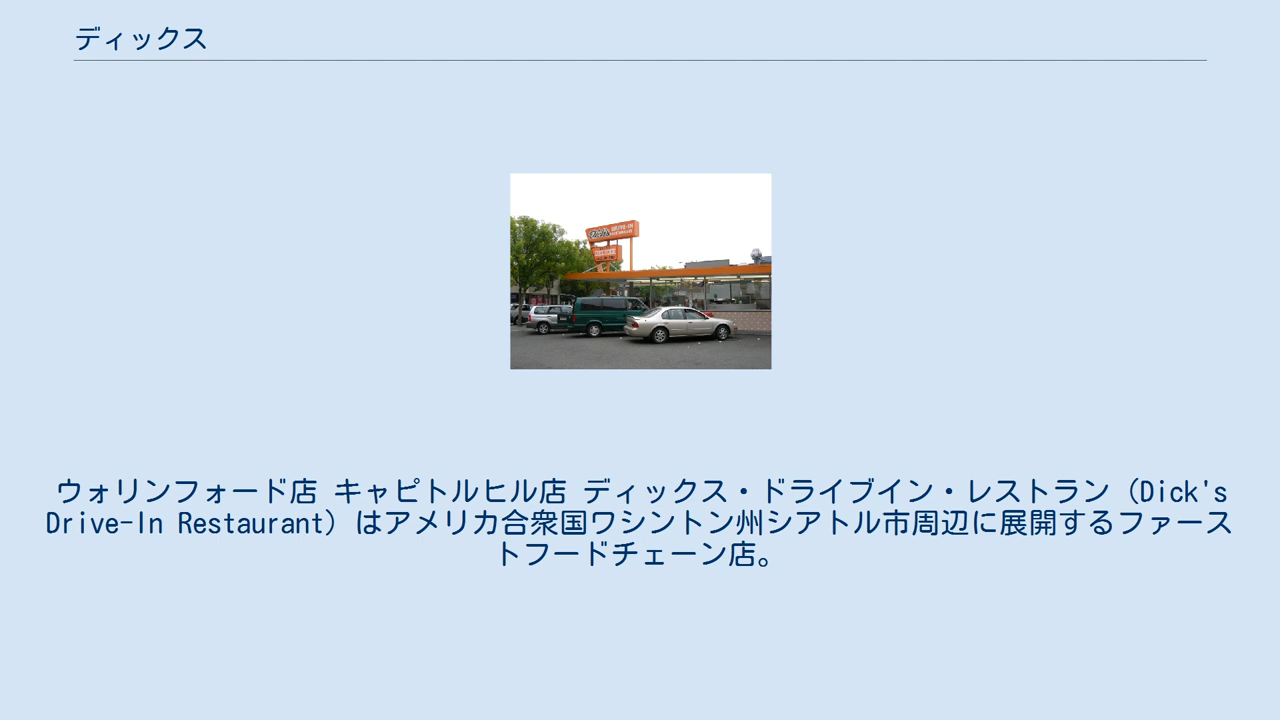 ディックス
Dick's DRIVE-IN
ウォリンフォード店 キャピトルヒル店 ディックス・ドライブイン・レストラン（Dick's
Drive-In Restaurant）はアメリカ合衆国ワシントン州シアトル市周辺に展開するファース
トフードチェーン店。